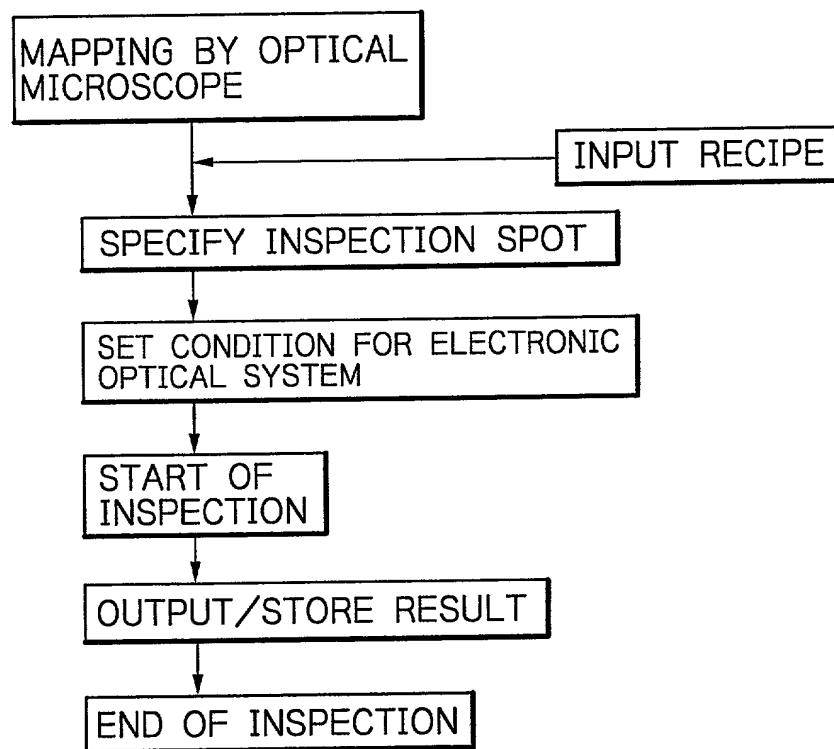 MAPPING BY OPTICAL
MICROSCOPE
INPUT RECIPE
SPECIFY INSPECTION SPOT
SET CONDITION FOR ELECTRONIC
OPTICAL SYSTEM
START OF
INSPECTION
OUTPUT/STORE RESULT
END OF INSPECTION